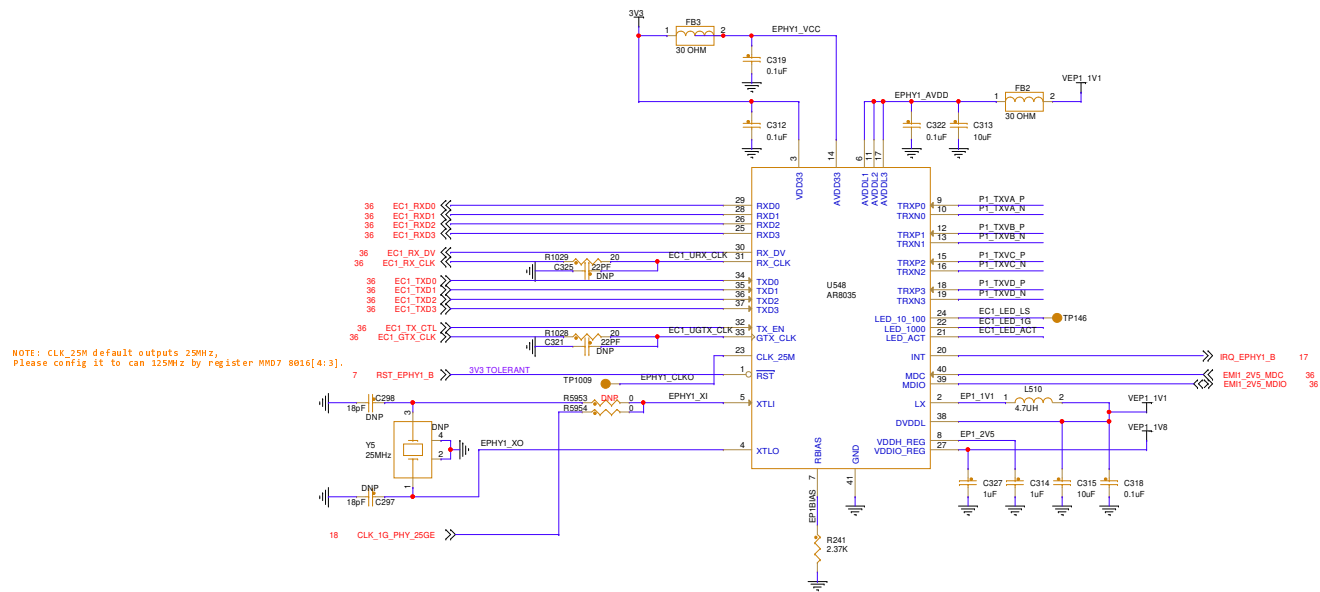 3V3
FB3
1 2 EPHY1_VCC
30 OHM
C319
0.1uF
VEP1_1V1
FB2
EPHY1_AVDD 1 2
30 OHM
C312
0.1uF
C322
0.1uF
C313
10uF
3 14 6 11 17
VDD33 AVDD33 AVDDL1 AVDDL2 AVDDL3
36 EC1_RXD0 29 RXD0
36 EC1_RXD1 28 RXD1
36 EC1_RXD2 26 RXD2
36 EC1_RXD3 25 RXD3
36 EC1_RX_DV 30 RX_DV
36 EC1_RX_CLK R1029 20 EC1_URX_CLK 31 RX_CLK
C325 22PF
DNP
36 EC1_TXD0 34 TXD0
36 EC1_TXD1 35 TXD1
36 EC1_TXD2 36 TXD2
36 EC1_TXD3 37 TXD3
36 EC1_TX_CTL 32 TX_EN
36 EC1_GTX_CLK R1028 20 EC1_UGTX_CLK 33 GTX_CLK
C321 22PF
DNP
23 CLK_25M
NOTE: CLK_25M default outputs 25MHz,
Please config it to can 125MHz by register MMD7 8016[4:3].
7 RST_EPHY1_B 3V3 TOLERANT 1 RST
TP1009 EPHY1_CLKO
R5953 DNP 0 EPHY1_XI 5 XTLI
R5954 0
C298
18pF
DNP
3
DNP
4
Y5
25MHz
2
1
EPHY1_XO 4 XTLO
DNP
18pF C297
18 CLK_1G_PHY_25GE
U548
AR8035
TRXP0 9 P1_TXVA_P
TRXN0 10 P1_TXVA_N
TRXP1 12 P1_TXVB_P
TRXN1 13 P1_TXVB_N
TRXP2 15 P1_TXVC_P
TRXN2 16 P1_TXVC_N
TRXP3 18 P1_TXVD_P
TRXN3 19 P1_TXVD_N
LED_10_100 24 EC1_LED_LS TP146
LED_1000 22 EC1_LED_1G
LED_ACT 21 EC1_LED_ACT
INT 20 IRQ_EPHY1_B 17
MDC 40 EMI1_2V5_MDC 36
MDIO 39 EMI1_2V5_MDIO 36
L510
LX 2 EP1_1V1 1 2 VEP1_1V1
4.7UH
DVDDL 38
VEP1_1V8
VDDH_REG 8 EP1_2V5
VDDIO_REG 27
C327
1uF
C314
1uF
C315
10uF
C318
0.1uF
RBIAS GND
7 41
EP1BIAS
R241
2.37K